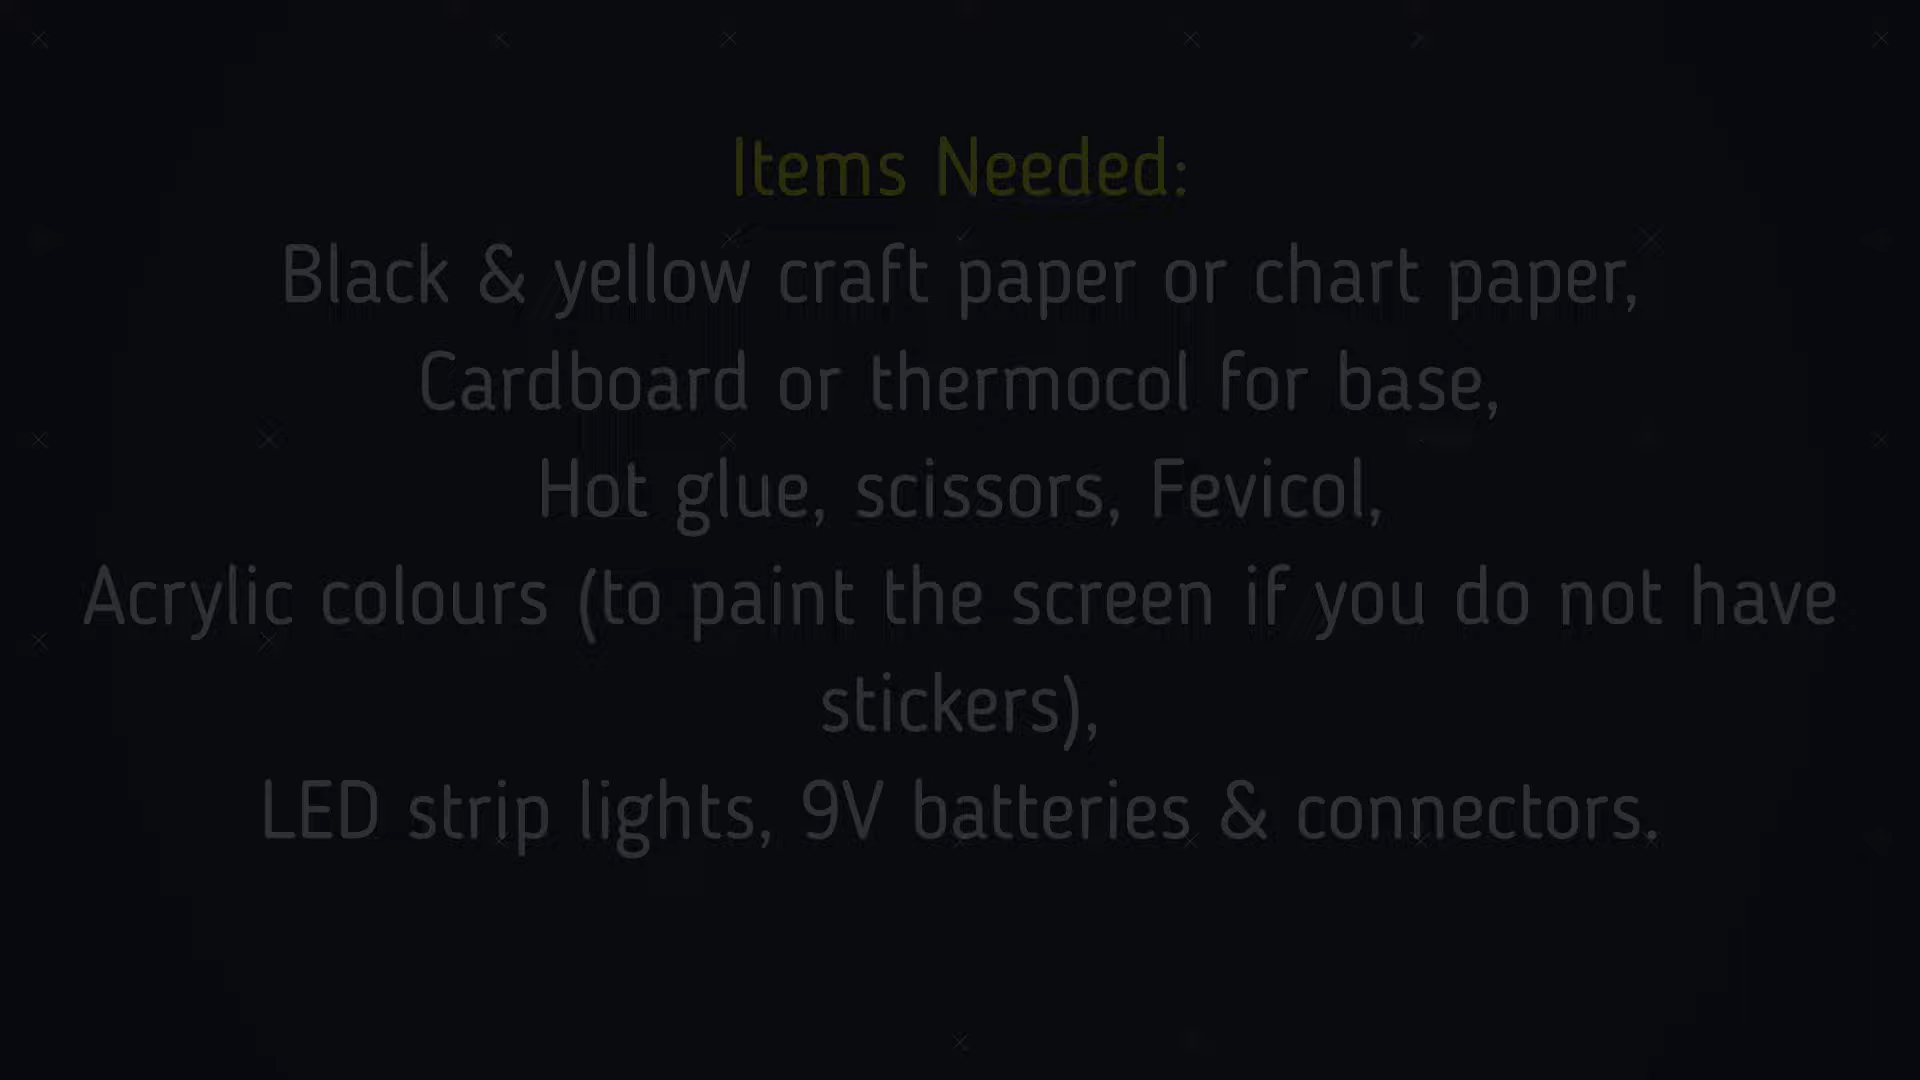 Items Needed:
Black & yellow craft paper or chart paper,
Cardboard or thermocol for base,
Hot glue, scissors, Fevicol,
Acrylic colours (to paint the screen if you do not have
stickers),
LED strip lights, 9V batteries & connectors.